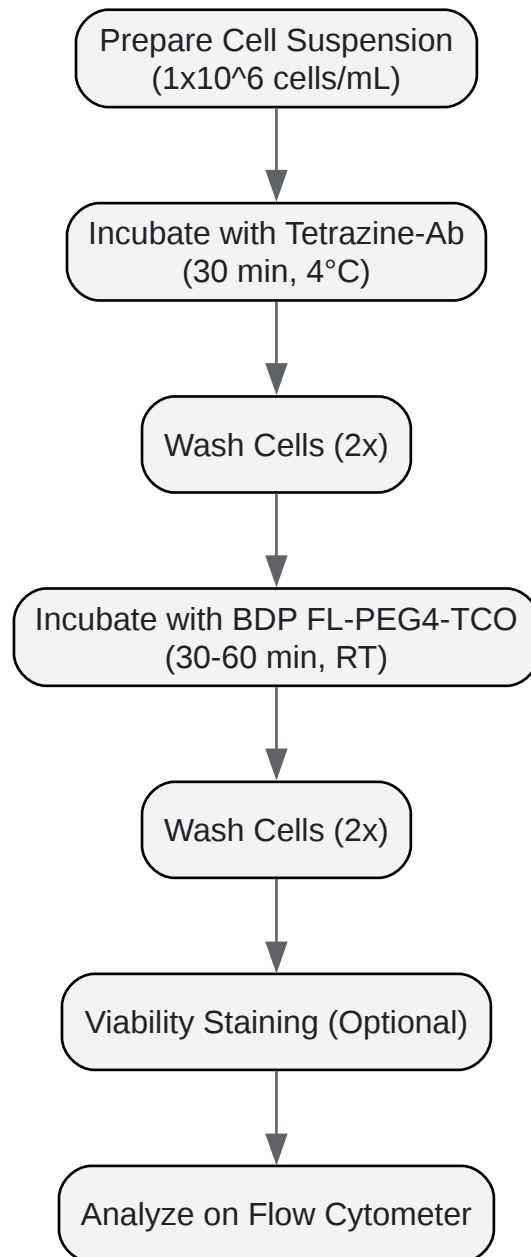 Prepare Cell Suspension
(1x10^6 cells/mL)
Incubate with Tetrazine-Ab
(30 min, 4°C)
Wash Cells (2x)
Incubate with BDP FL-PEG4-TCO
(30-60 min, RT)
Wash Cells (2x)
Viability Staining (Optional)
Analyze on Flow Cytometer